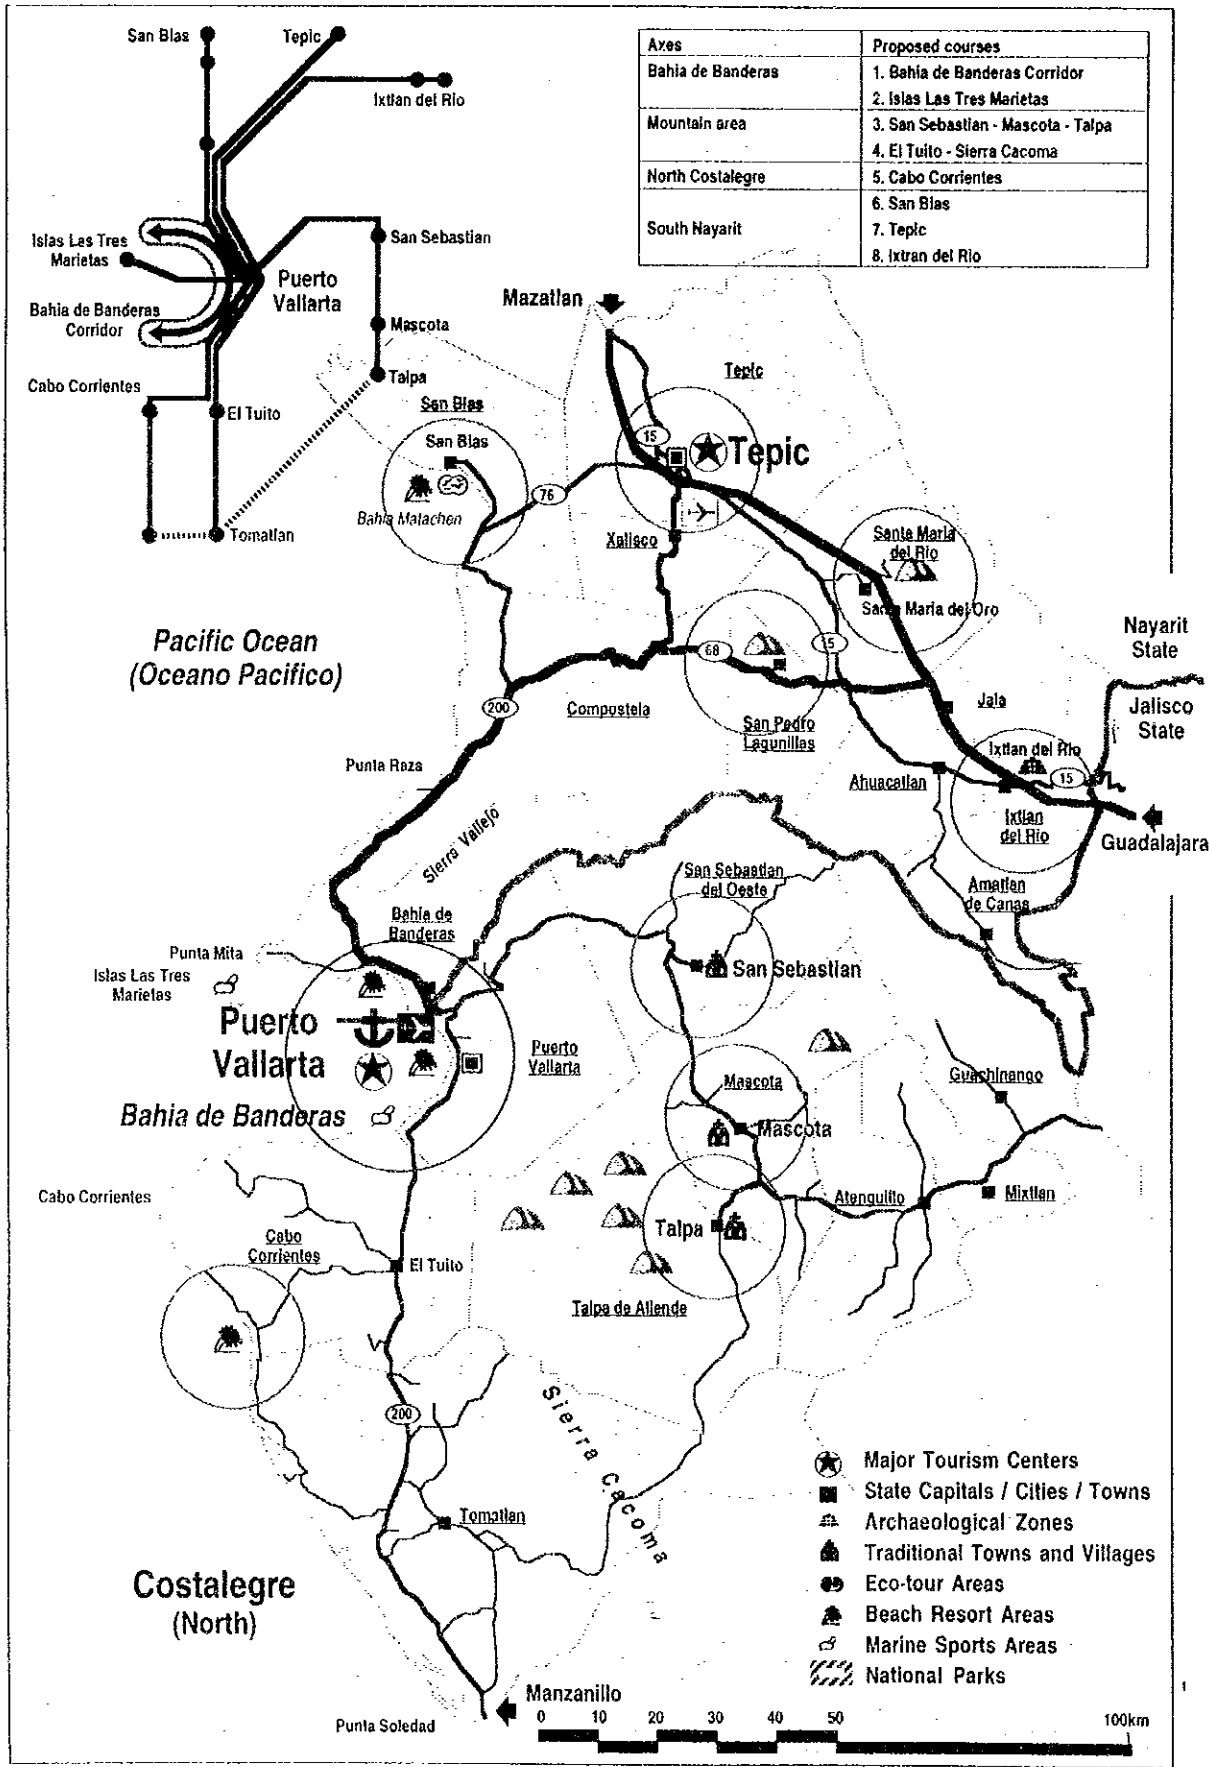 San Blas
Tepic
Ixtlan del Rio
Islas Las Tres
Marietas
San Sebastian
Puerto
Vallarta
Bahia de Banderas
Corridor
Mascota
Cabo Corrientes
Talpa
El Tuito
Tomatlan
Axes
Proposed courses
Bahia de Banderas
1. Bahia de Banderas Corridor
2. Islas Las Tres Marietas
Mountain area
3. San Sebastian - Mascota - Talpa
4. El Tuito - Sierra Cacoma
North Costalegre
5. Cabo Corrientes
South Nayarit
6. San Blas
7. Tepic
8. Ixtran del Rio
Mazatlan
Tepic
San Blas
San Blas
15
Tepic
76
Bahia Matachen
Xalisco
Santa Maria
del Rio
Santa Maria del Oro
Pacific Ocean
(Oceano Pacifico)
Nayarit
State
68
15
200
Compostela
San Pedro
Lagunillas
Jala
Jalisco
State
Punta Raza
Ixtlan del Rio
15
Ahuacatlan
Ixtlan
del Rio
Guadalajara
Sierra Vallejo
San Sebastian
del Oeste
Amatlan
de Canas
Bahia de
Banderas
Punta Mita
San Sebastian
Islas Las Tres
Marietas
Puerto
Vallarta
Puerto
Vallarta
Guachinango
Mascota
Bahia de Banderas
Mascota
Cabo Corrientes
Atenguillo
Mixtlan
Talpa
Cabo
Corrientes
El Tuito
Talpa de Allende
200
Sierra Cacoma
Tomatlan
Costalegre
(North)
Major Tourism Centers
State Capitals / Cities / Towns
Archaeological Zones
Traditional Towns and Villages
Eco-tour Areas
Beach Resort Areas
Marine Sports Areas
National Parks
Manzanillo
Punta Soledad
0 10 20 30 40 50 100km